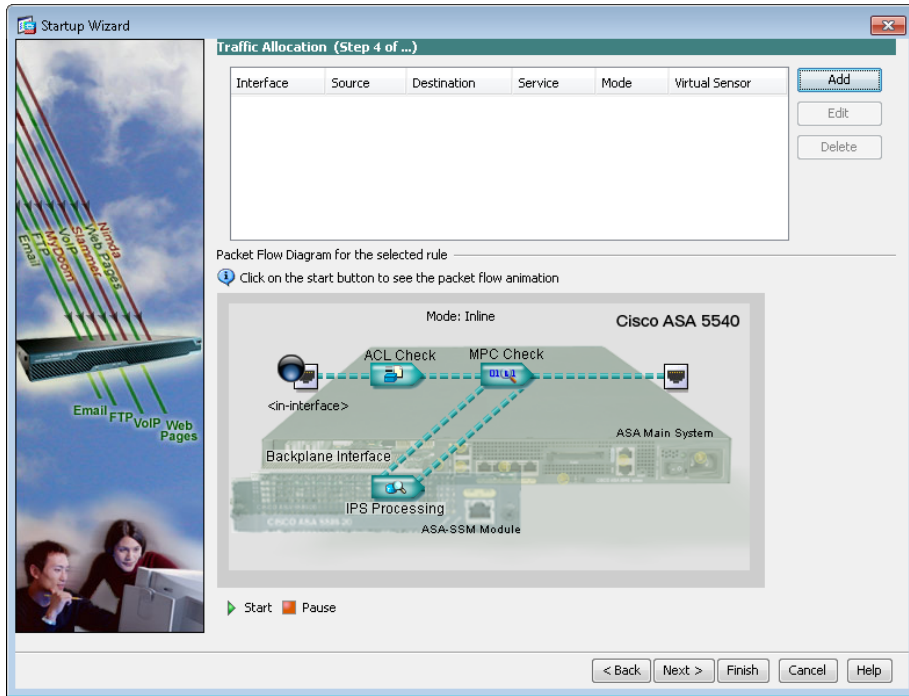 Startup Wizard
Traffic Allocation (Step 4 of ...)
Interface Source Destination Service Mode Virtual Sensor
Add
Edit
Delete
Nimda
Web Pages
Slammer
VoIP
MyDoom
FTP
Email
Email FTP VoIP Web Pages
Packet Flow Diagram for the selected rule
Click on the start button to see the packet flow animation
Mode: Inline
Cisco ASA 5540
ACL Check
MPC Check
<in-interface>
ASA Main System
Backplane Interface
IPS Processing
ASA-SSM Module
Start Pause
< Back Next > Finish Cancel Help